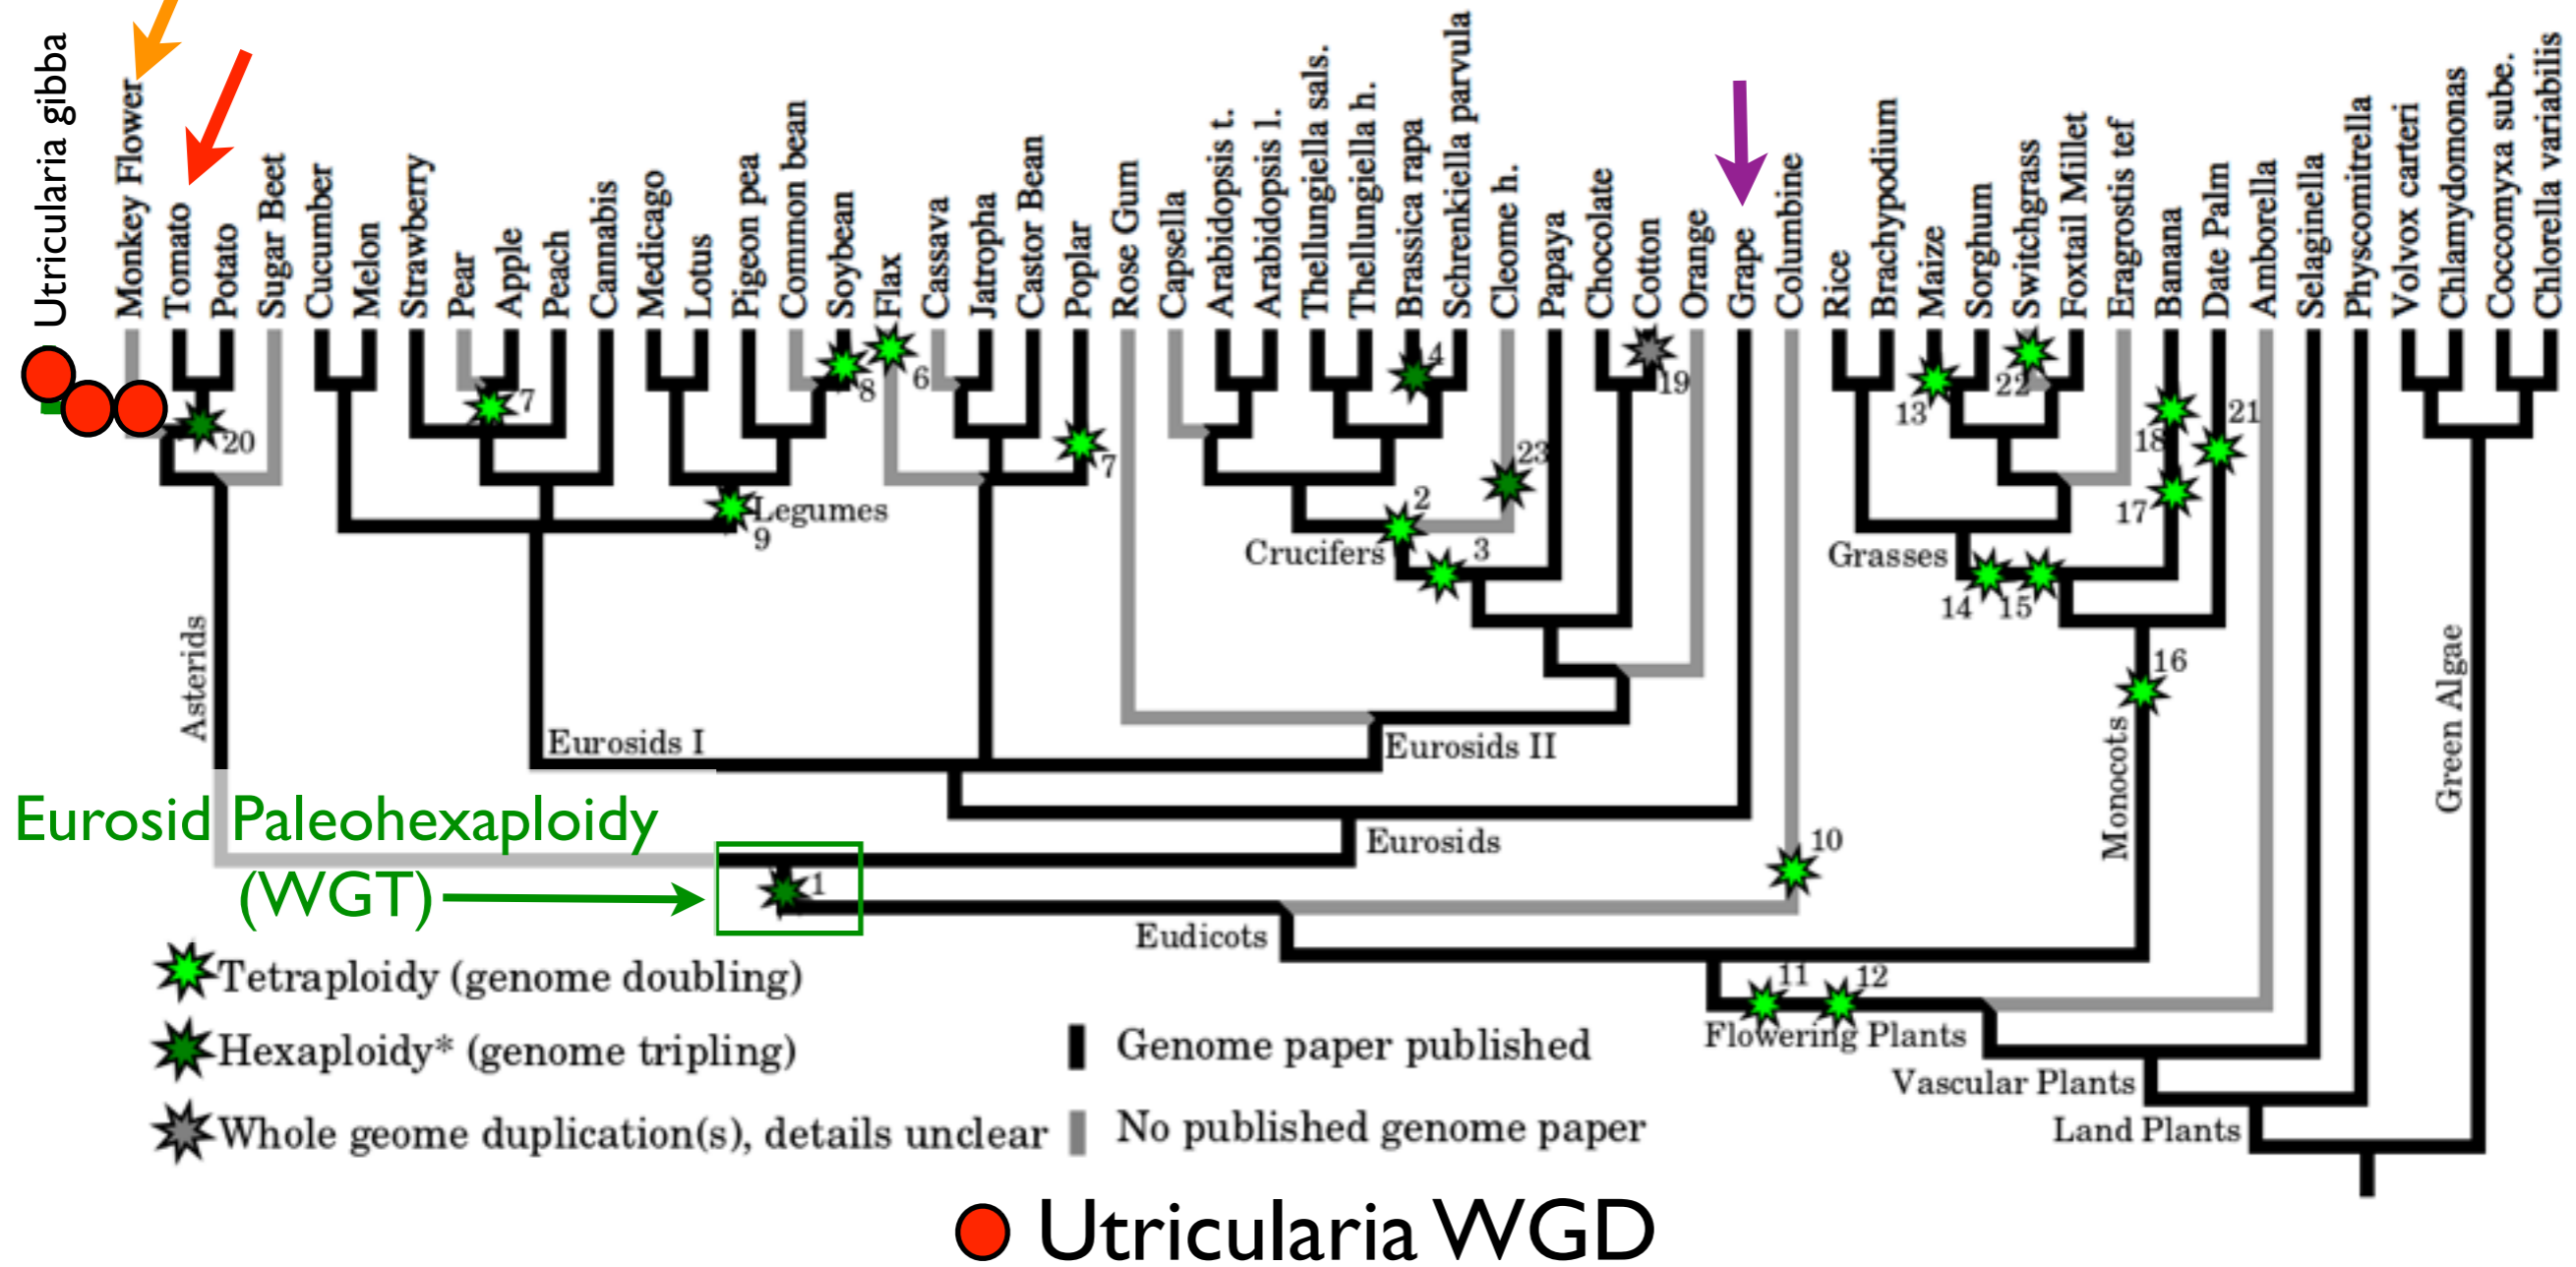 Utricularia gibba
Monkey Flower
Tomato
Potato
Sugar Beet
Cucumber
Melon
Strawberry
Pear
Apple
Peach
Cannabis
Medicago
Lotus
Pigeon pea
Common bean
Soybean
Flax
Cassava
Jatropha
Castor Bean
Poplar
Rose Gum
Capsella
Arabidopsis t.
Arabidopsis l.
Thellungiella sals.
Thellungiella h.
Brassica rapa
Schrenkiella parvula
Cleome h.
Papaya
Chocolate
Cotton
Orange
Grape
Columbine
Rice
Brachypodium
Maize
Sorghum
Switchgrass
Foxtail Millet
Eragrostis tef
Banana
Date Palm
Amborella
Selaginella
Physcomitrella
Volvox carteri
Chlamydomonas
Coccomyxa sube.
Chlorella variabilis
20
7
8
6
7
4
19
13
22
18
21
23
2
17
Legumes
9
Crucifers
3
Grasses
14
15
16
Asterids
Eurosids I
Eurosids II
Monocots
Green Algae
Eurosid Paleohexaploidy
(WGT)
1
Eurosids
10
Eudicots
11
12
Flowering Plants
Vascular Plants
Land Plants
Tetraploidy (genome doubling)
Hexaploidy* (genome tripling)
Whole geome duplication(s), details unclear
Genome paper published
No published genome paper
Utricularia WGD